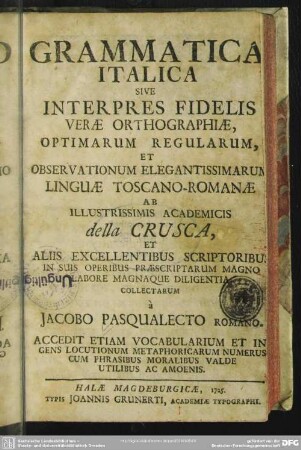 GRAMMATICA
ITALICA
SIVE
INTERPRES FIDELIS
VERÆ ORTHOGRAPHIÆ,
OPTIMARUM REGULARUM,
ET
OBSERVATIONUM ELEGANTISSIMARUM
LINGUÆ TOSCANO-ROMANÆ
AB
ILLUSTRISSIMIS ACADEMICIS
della CRUSCA,
ET
ALIIS EXCELLENTIBUS SCRIPTORIBUS
IN SUIS OPERIBUS PRÆSCRIPTARUM MAGNO
LABORE MAGNAQUE DILIGENTIA
COLLECTARUM
à
JACOBO PASQUALECTO ROMANO.
ACCEDIT ETIAM VOCABULARIUM ET IN
GENS LOCUTIONUM METAPHORICARUM NUMERUS
CUM PHRASIBUS MORALIBUS VALDE
UTILIBUS AC AMOENIS.
HALÆ MAGDEBURGICÆ, 1725.
TYPIS JOANNIS GRUNERTI, ACADEMIÆ TYPOGRAPHI.
DFG